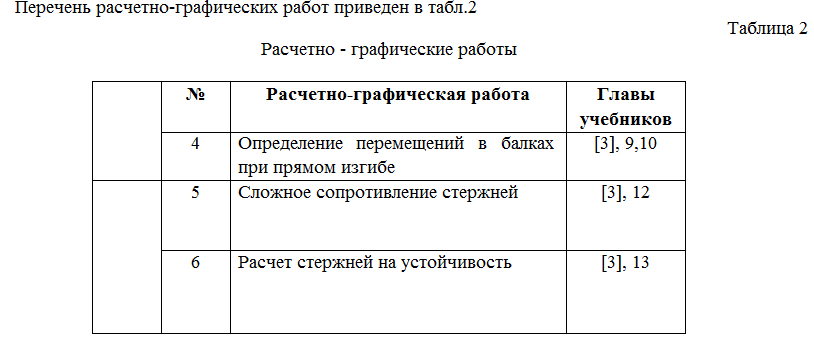 Перечень расчетно-графических работ приведен в табл.2
Таблица 2
Расчетно - графические работы
№ Расчетно-графическая работа Главы
учебников
4 Определение перемещений в балках [3], 9,10
при прямом изгибе
5 Сложное сопротивление стержней [3], 12
6 Расчет стержней на устойчивость [3], 13